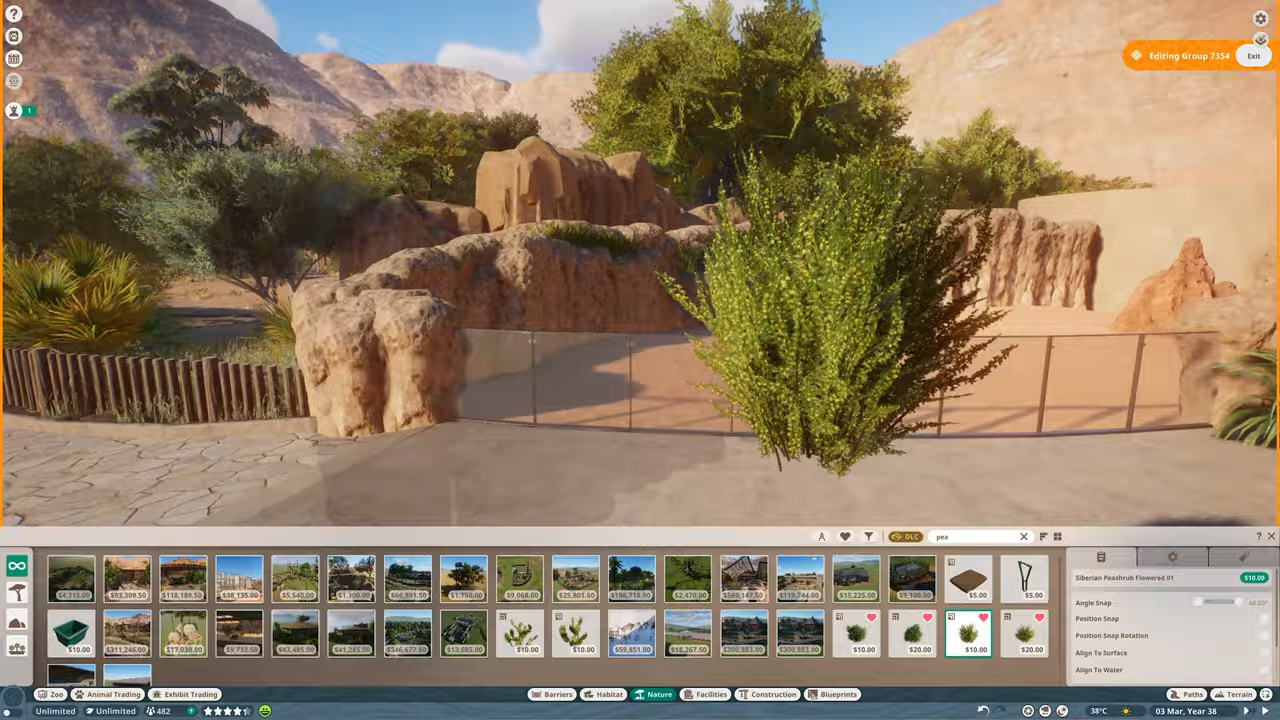 ?
1
Editing Group 7354
Exit
DLC
pea
?
$4,215.00
$93,309.50
$118,189.50
$38,135.00
$5,540.00
$1,300.00
$66,891.50
$1,750.00
$9,068.00
$25,801.50
$196,718.00
$2,470.00
$569,147.50
$119,744.00
$15,225.00
$9,100.00
$5.00
$5.00
$10.00
$311,246.00
$17,030.00
$9,732.50
$43,485.00
$41,285.00
$346,677.50
$13,085.00
$10.00
$10.00
$59,851.00
$18,267.50
$300,883.00
$300,883.00
$10.00
$20.00
$10.00
$20.00
Siberian Peashrub Flowered 01
$10.00
Angle Snap
45.00°
Position Snap
Position Snap Rotation
Align To Surface
Align To Water
Zoo
Animal Trading
Exhibit Trading
Barriers
Habitat
Nature
Facilities
Construction
Blueprints
Paths
Terrain
Unlimited
Unlimited
482
38°C
03 Mar, Year 38